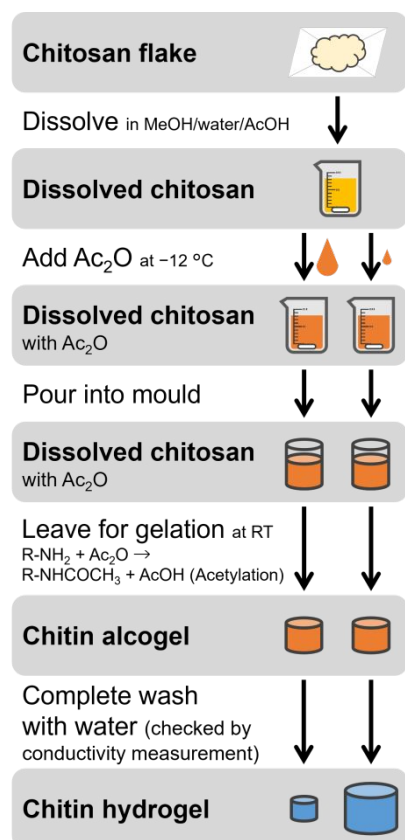 Chitosan flake
Dissolve in MeOH/water/AcOH
Dissolved chitosan
Add Ac₂O at −12 ºC
Dissolved chitosan
with Ac₂O
Pour into mould
Dissolved chitosan
with Ac₂O
Leave for gelation at RT
R-NH₂ + Ac₂O →
R-NHCOCH₃ + AcOH (Acetylation)
Chitin alcogel
Complete wash
with water (checked by
conductivity measurement)
Chitin hydrogel